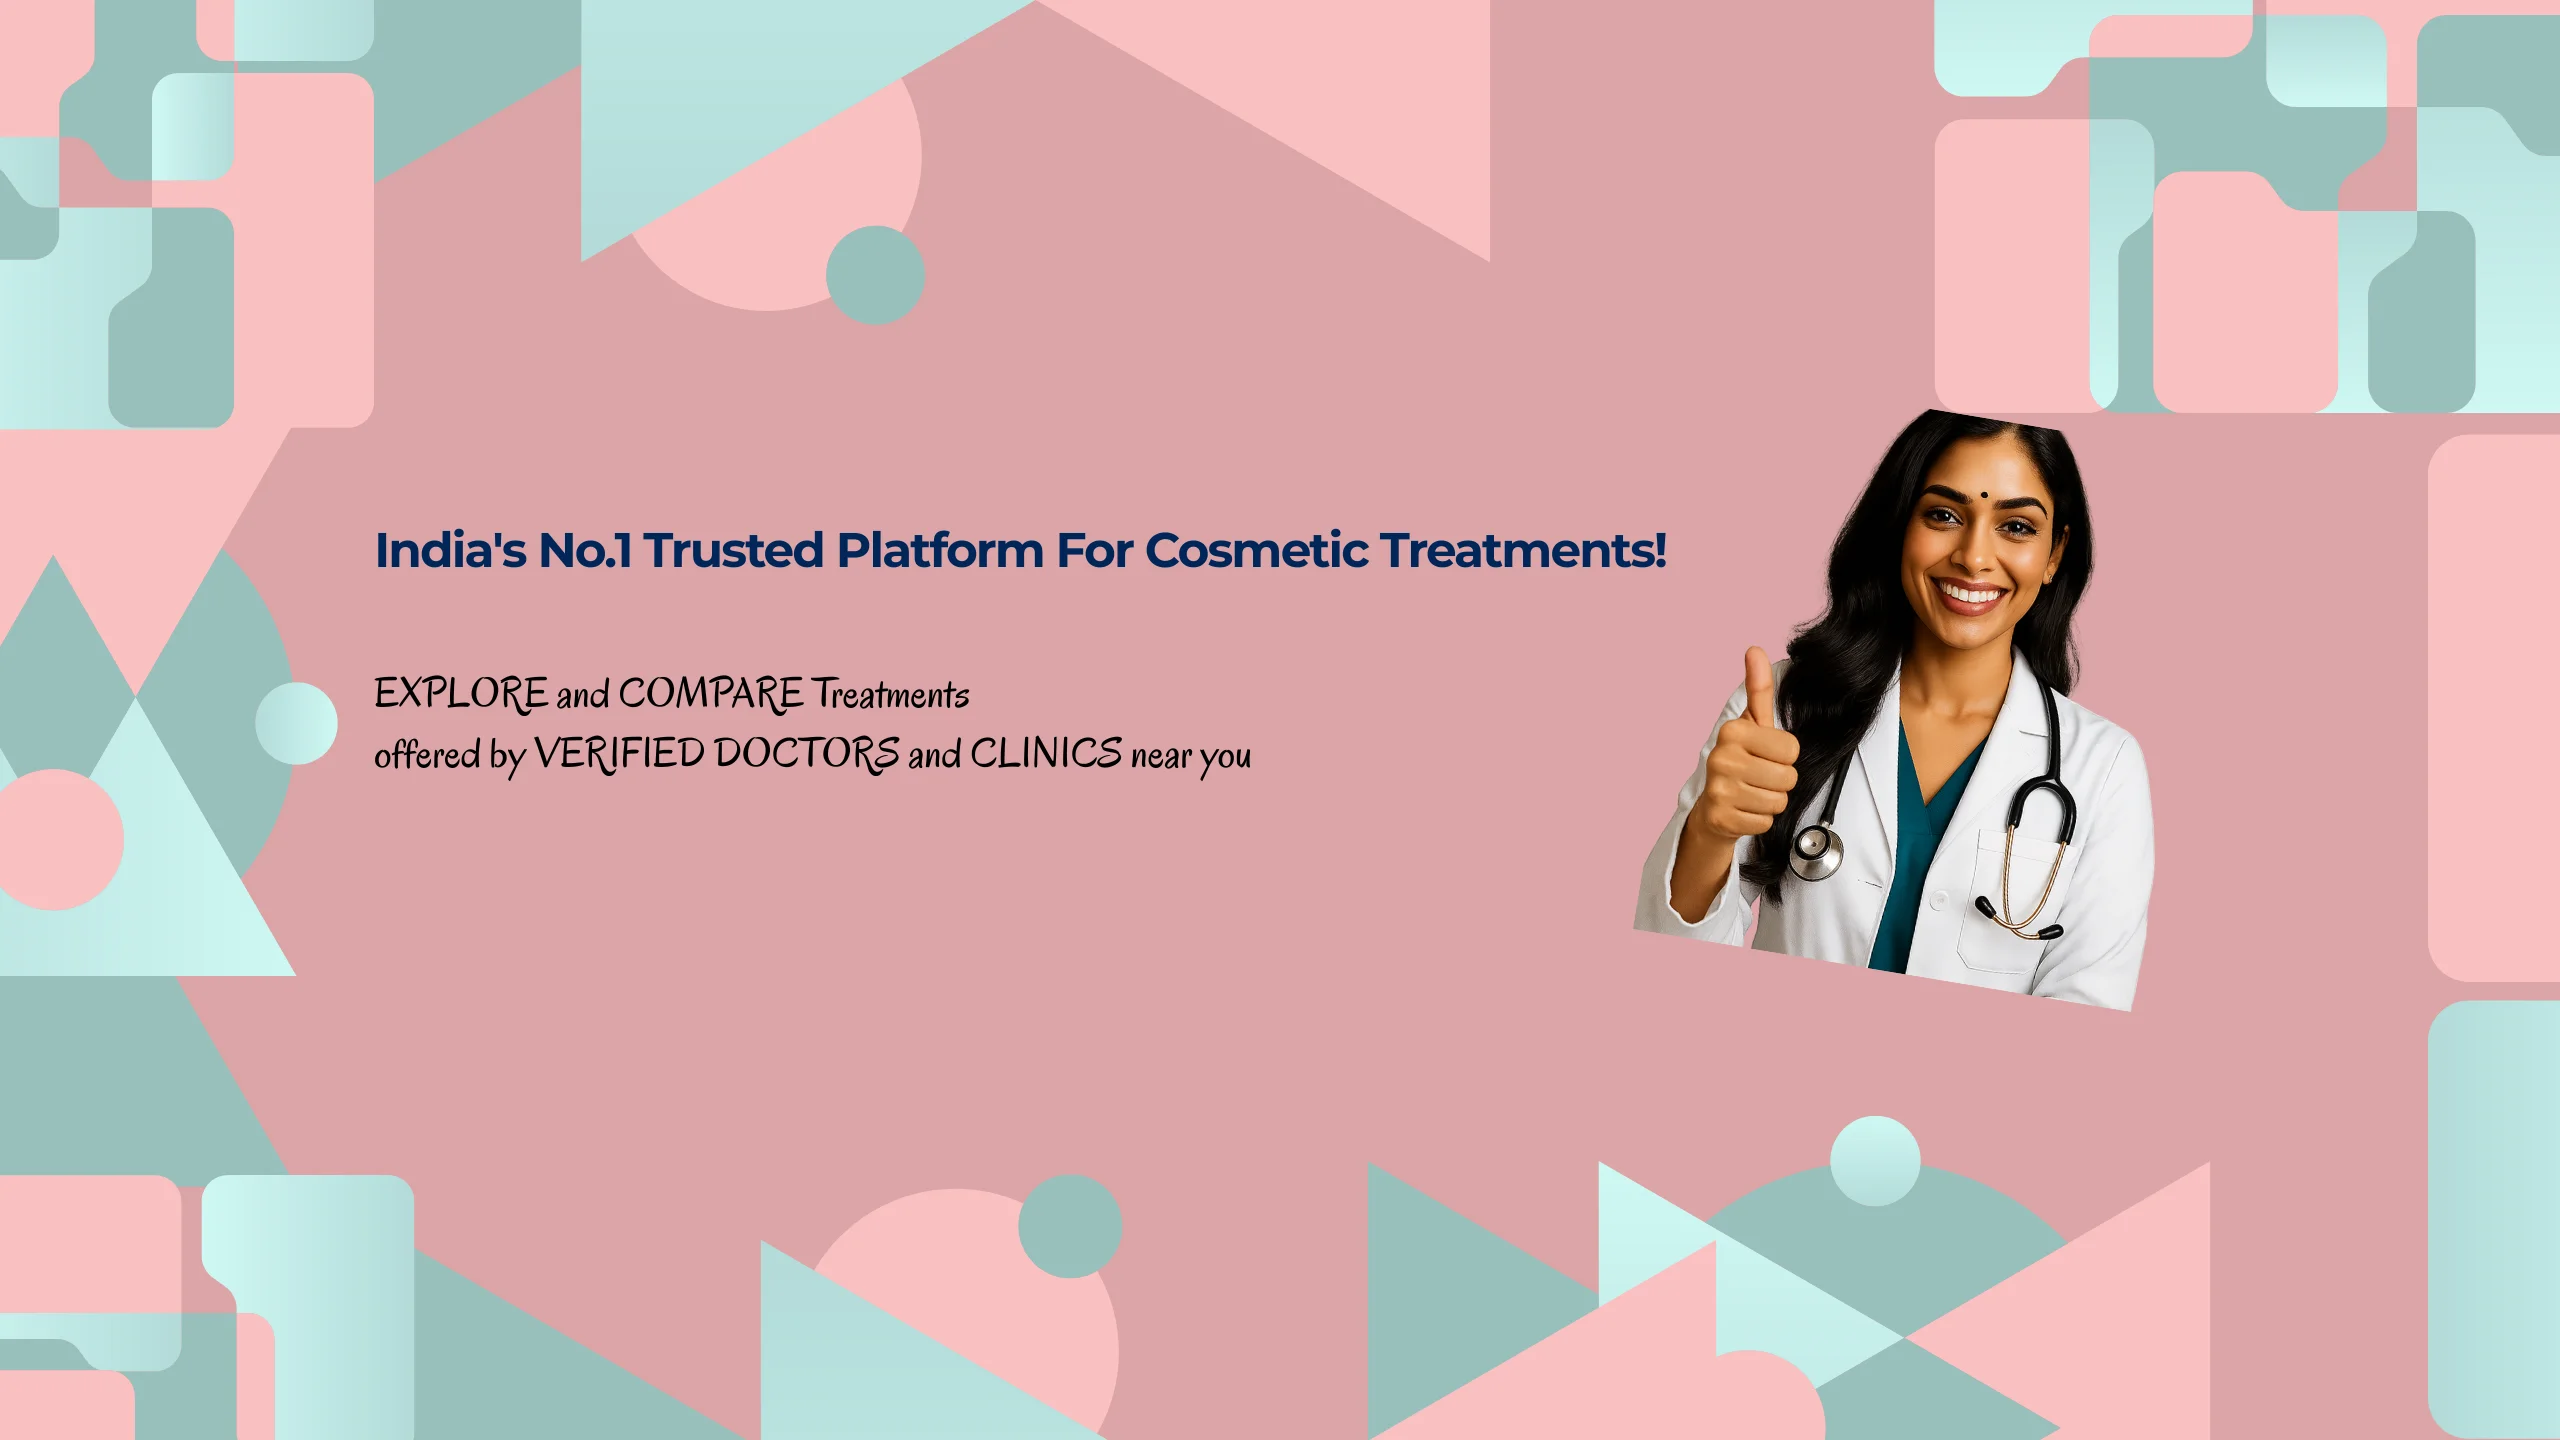 India's No.1 Trusted Platform For Cosmetic Treatments!
EXPLORE and COMPARE Treatments
offered by VERIFIED DOCTORS and CLINICS near you